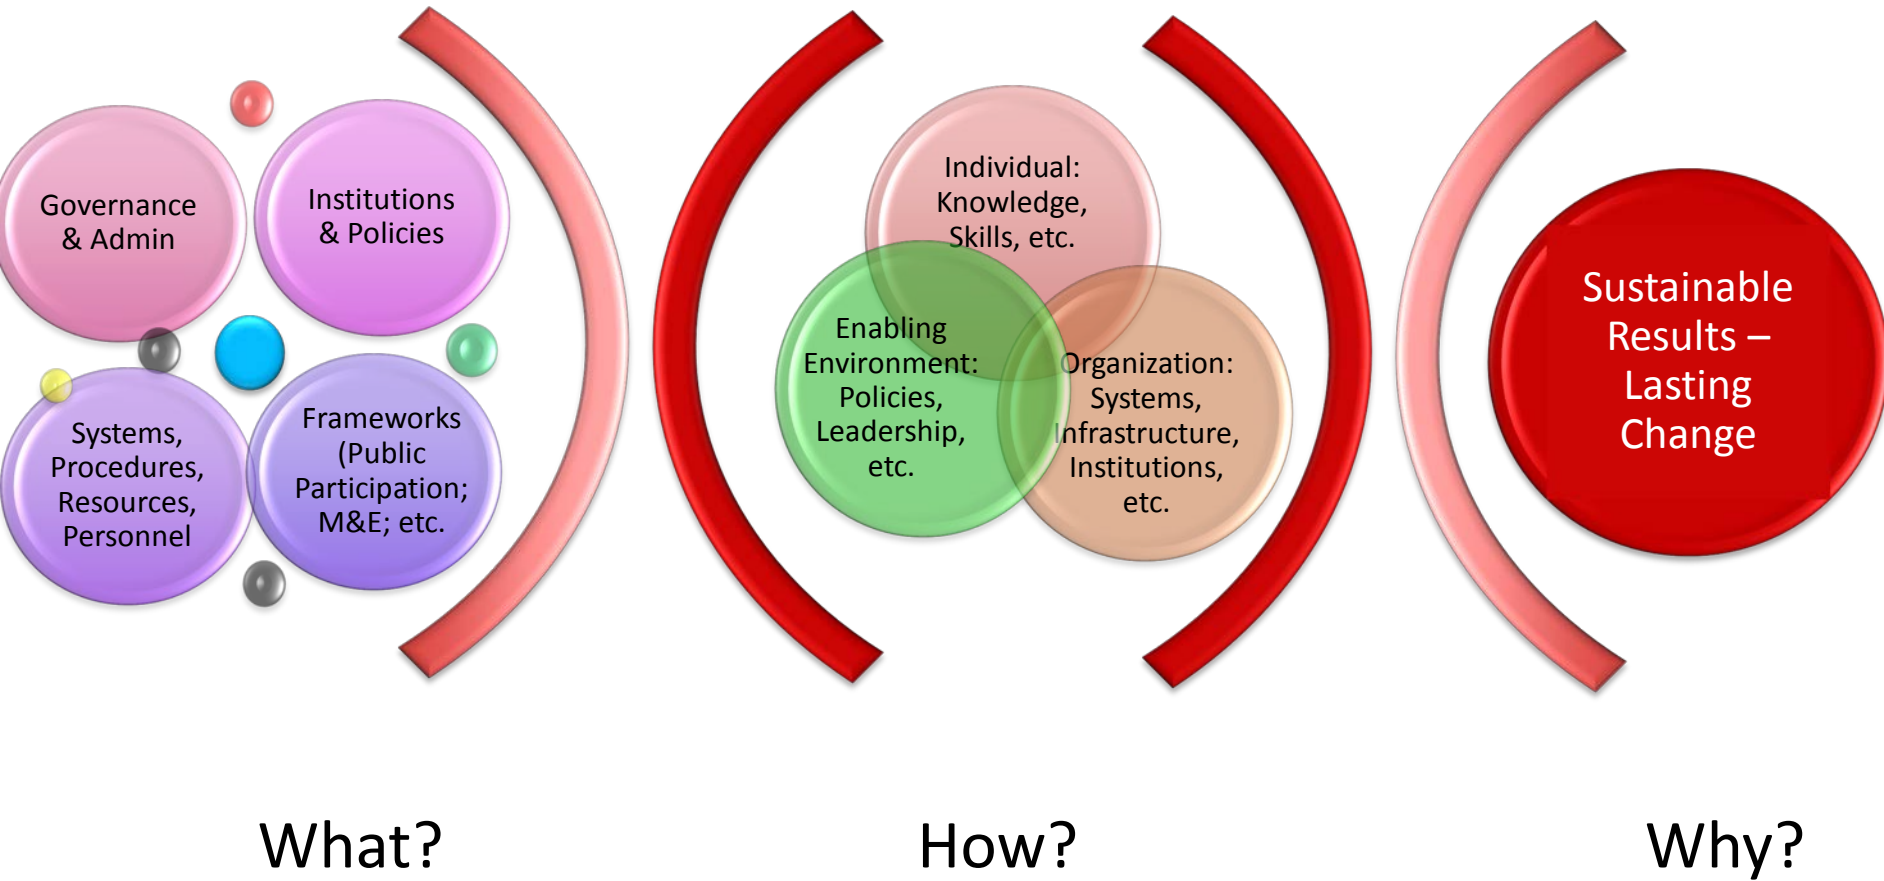 Governance
& Admin
Institutions
& Policies
Systems,
Procedures,
Resources,
Personnel
Frameworks
(Public
Participation;
M&E; etc.
Individual:
Knowledge,
Skills, etc.
Enabling
Environment:
Policies,
Leadership,
etc.
Organization:
Systems,
Infrastructure,
Institutions,
etc.
Sustainable
Results –
Lasting
Change
What?
How?
Why?